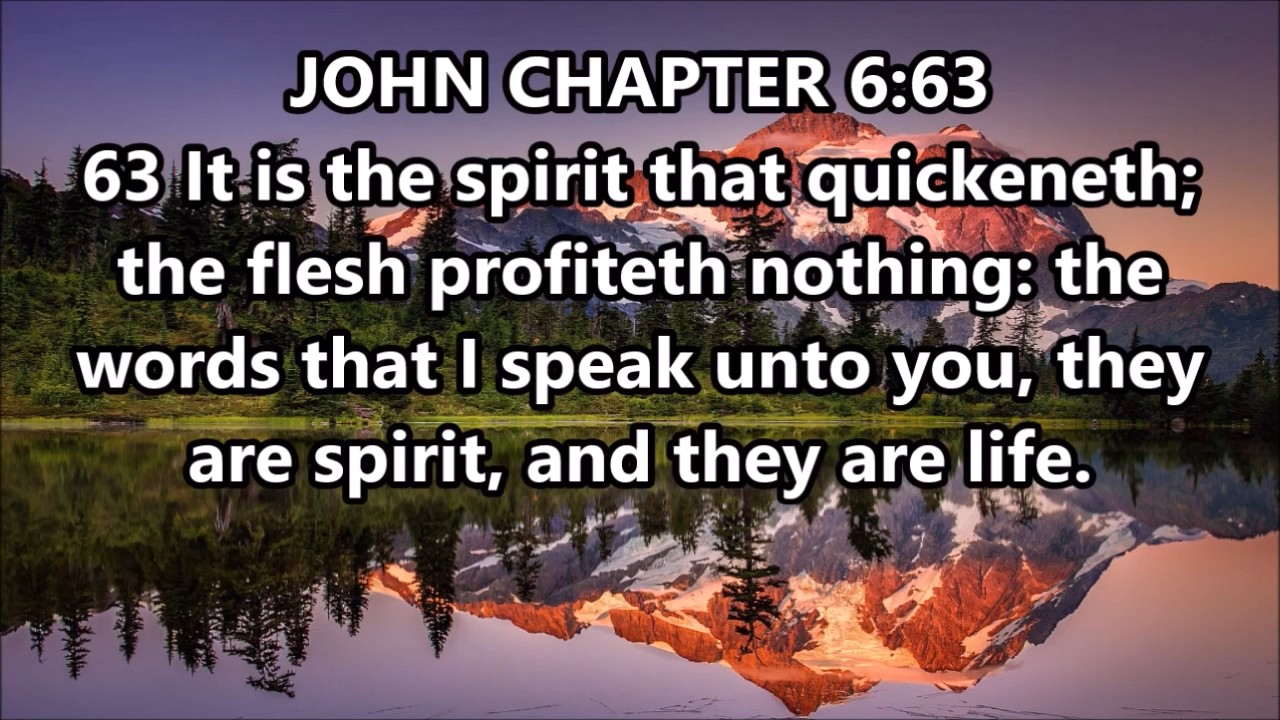 JOHN CHAPTER 6:63
63 It is the spirit that quickeneth;
the flesh profiteth nothing: the
words that I speak unto you, they
are spirit, and they are life.